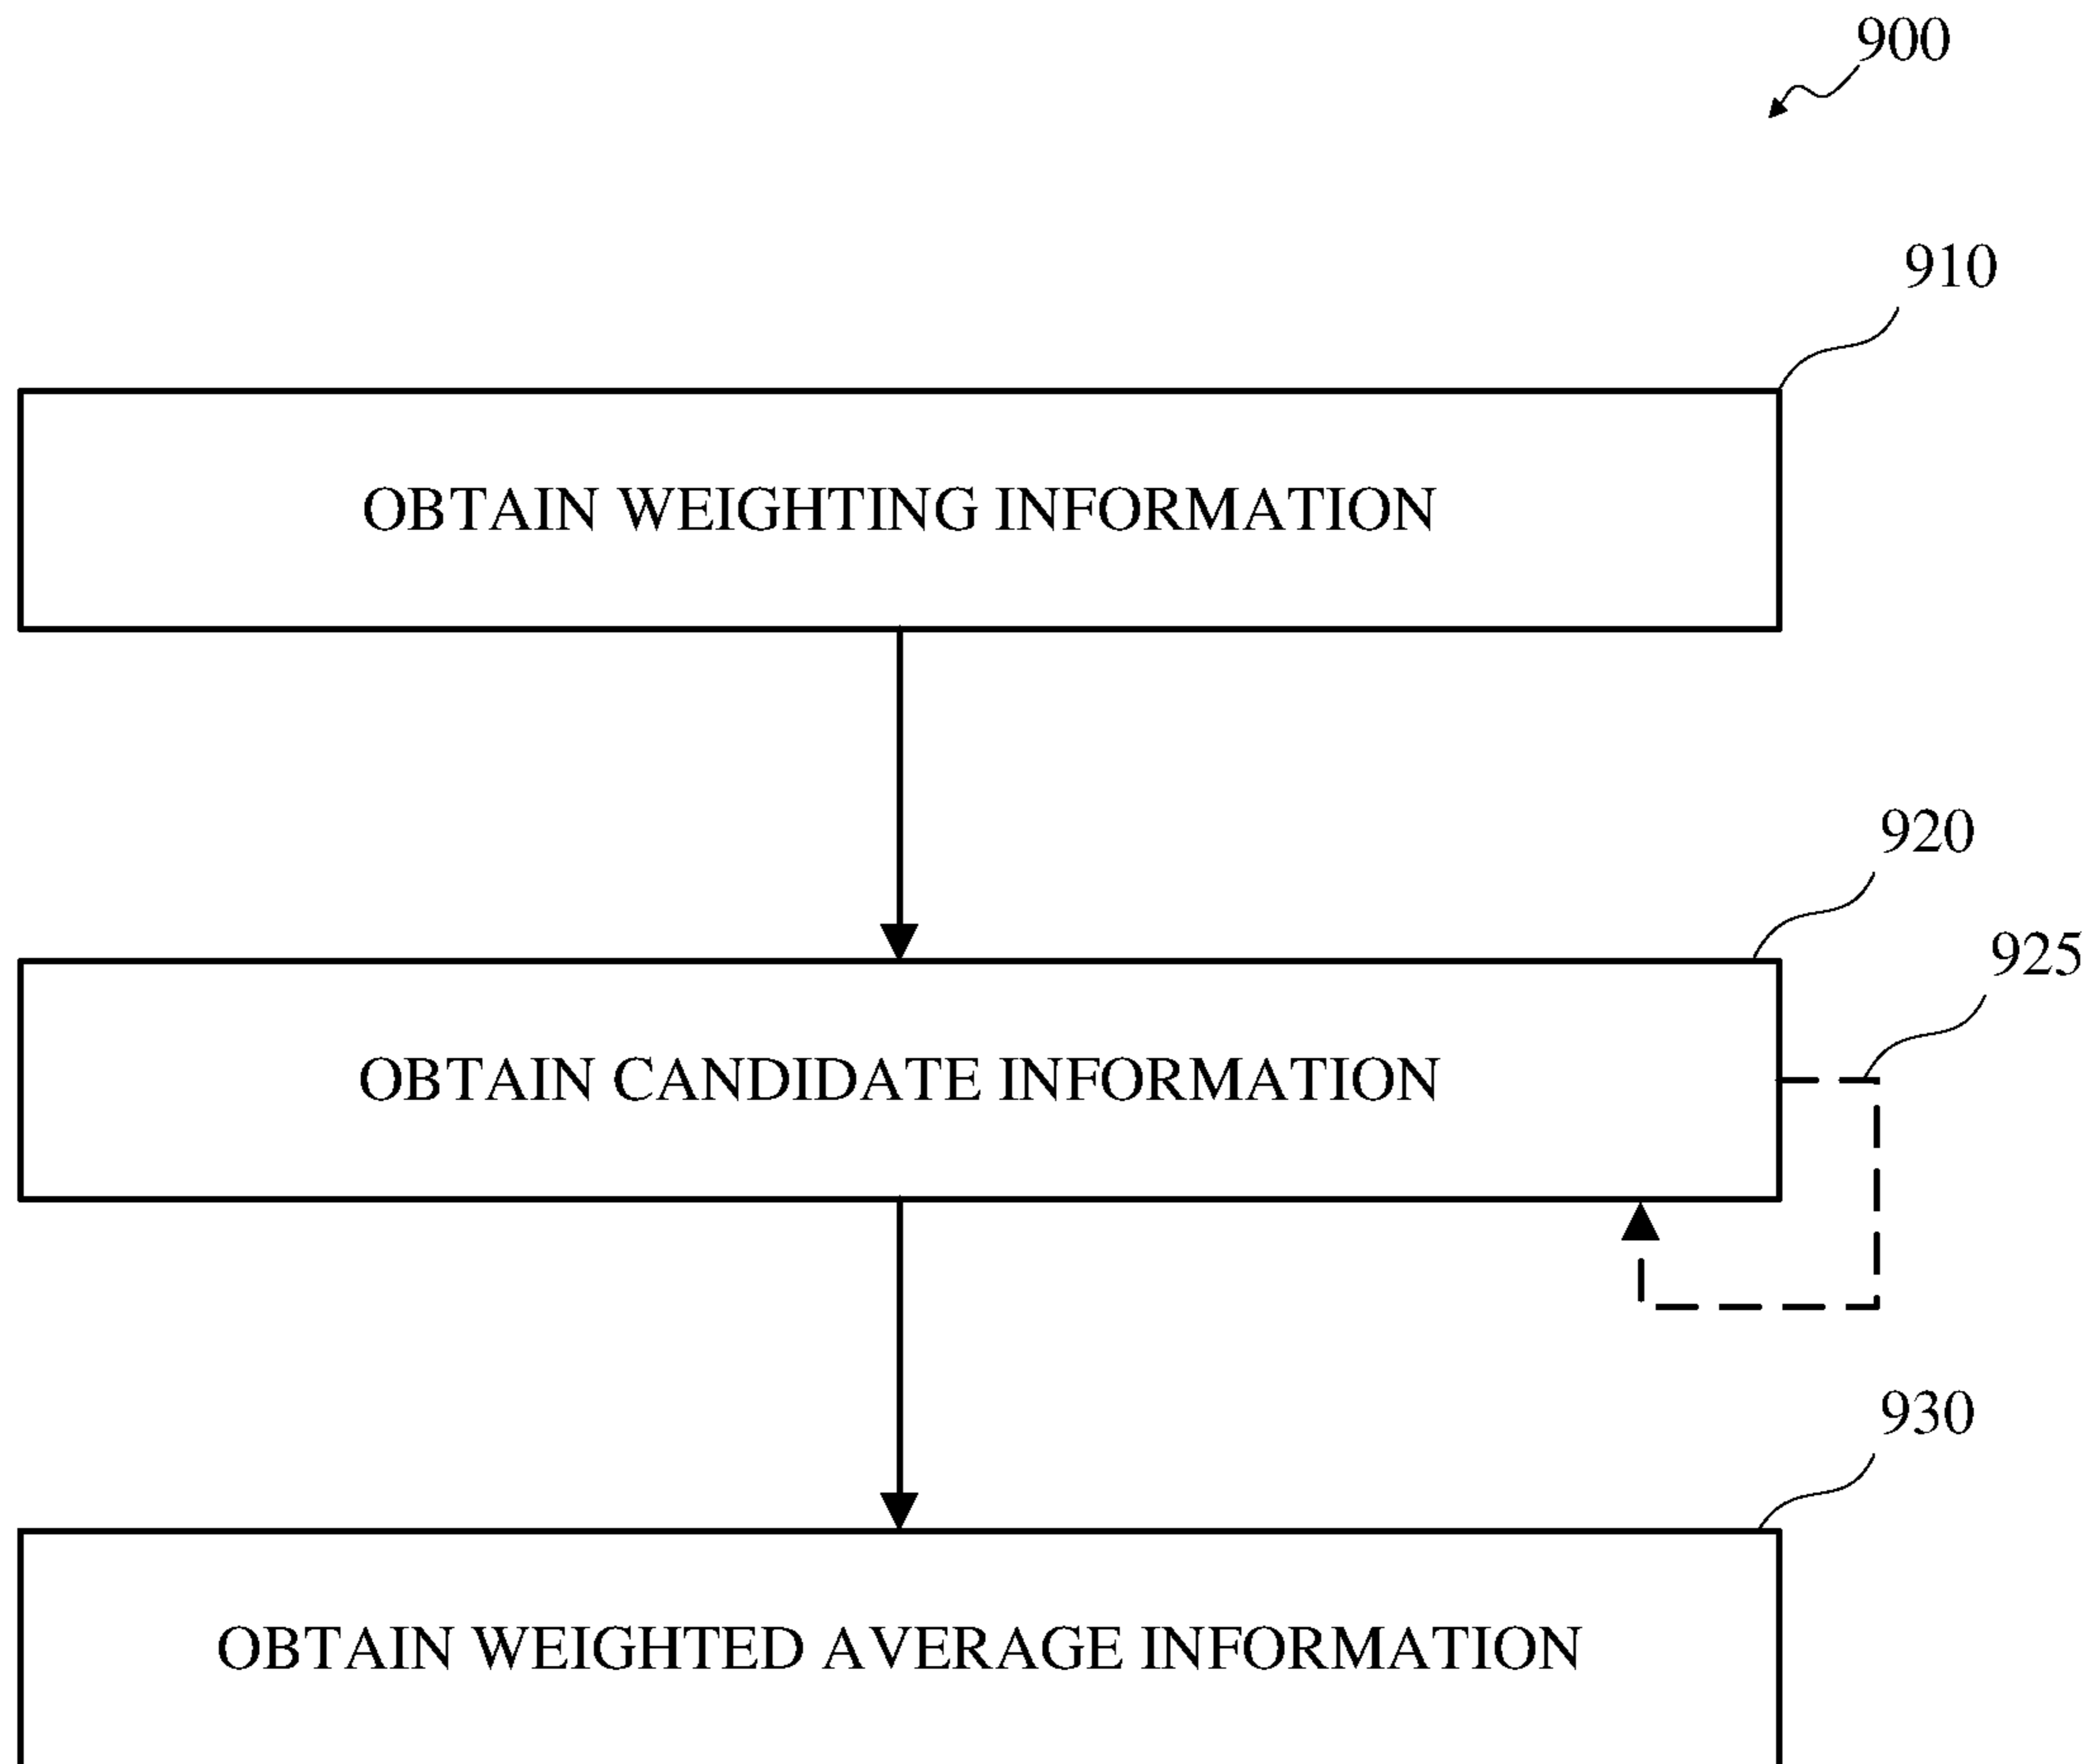 900
910
OBTAIN WEIGHTING INFORMATION
920
925
OBTAIN CANDIDATE INFORMATION
930
OBTAIN WEIGHTED AVERAGE INFORMATION